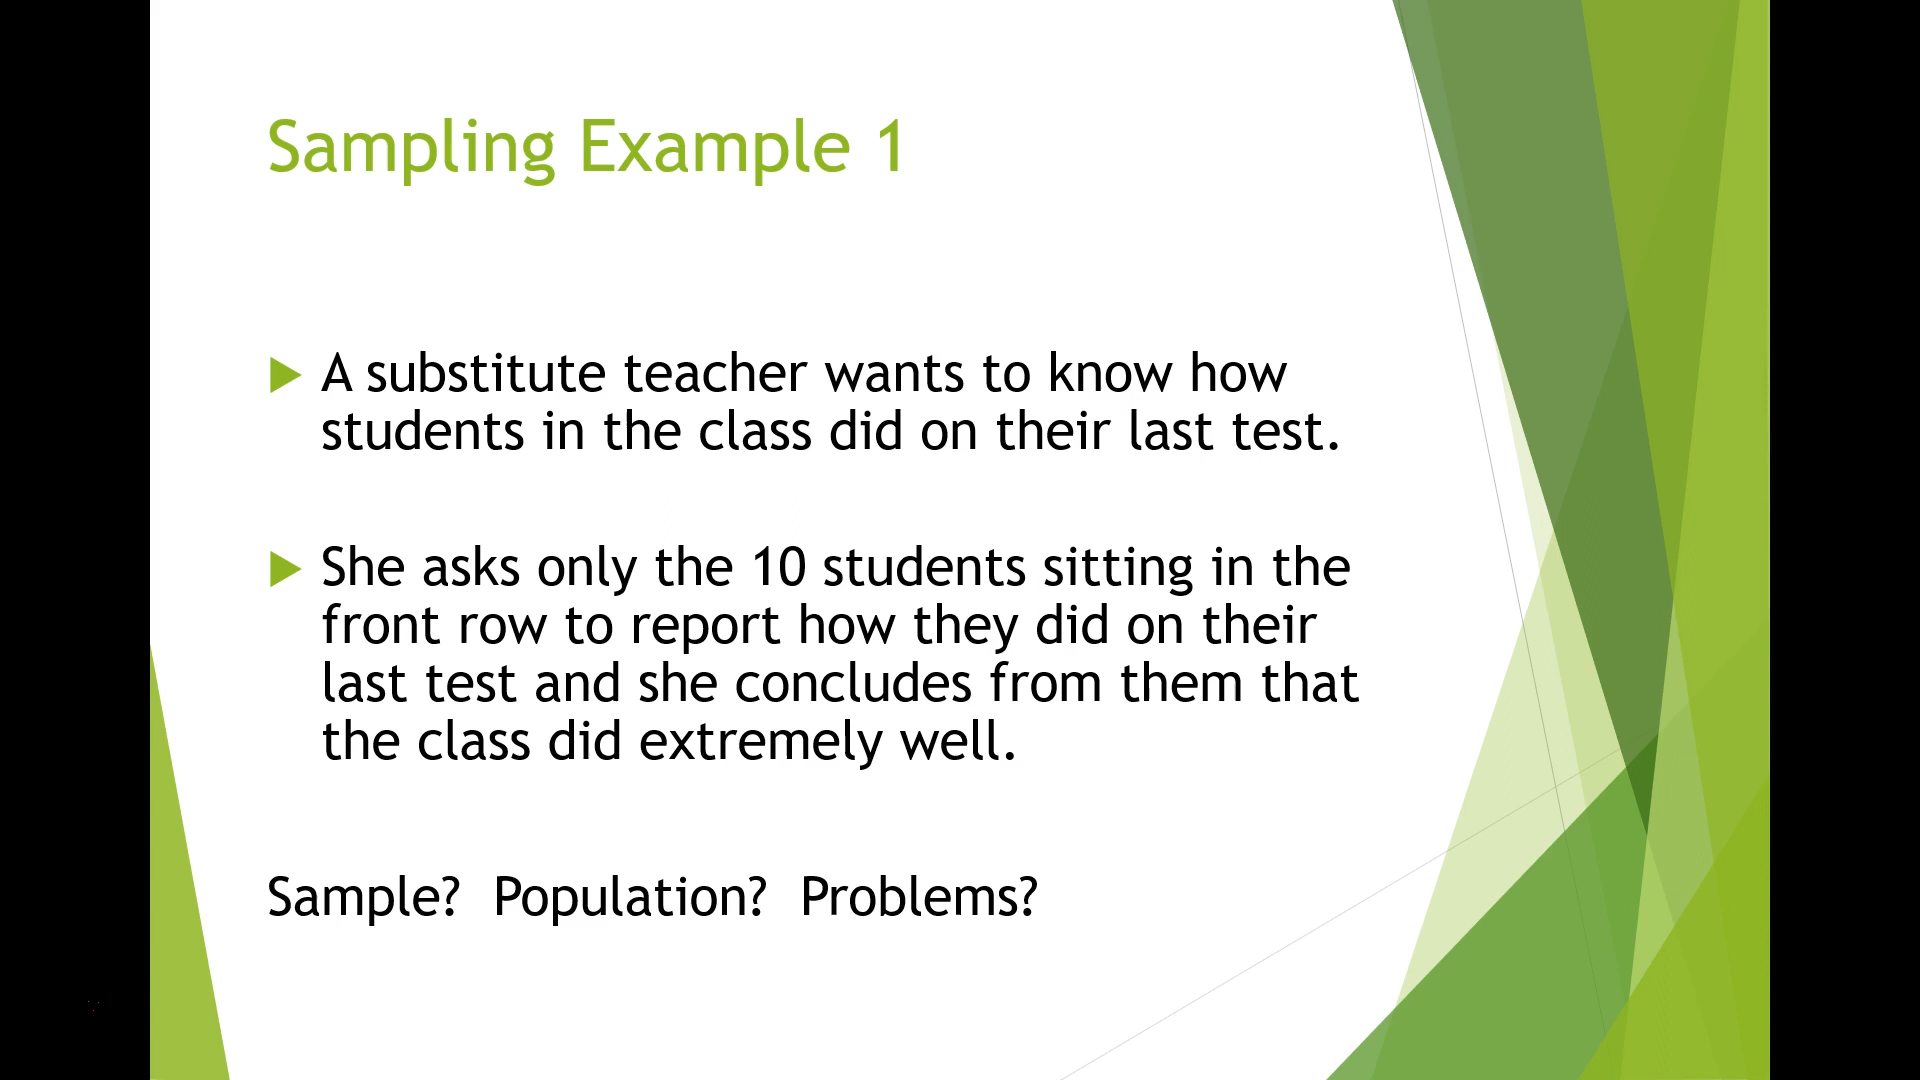 Sampling Example 1
A substitute teacher wants to know how
students in the class did on their last test.
She asks only the 10 students sitting in the
front row to report how they did on their
last test and she concludes from them that
the class did extremely well.
Sample?  Population?  Problems?